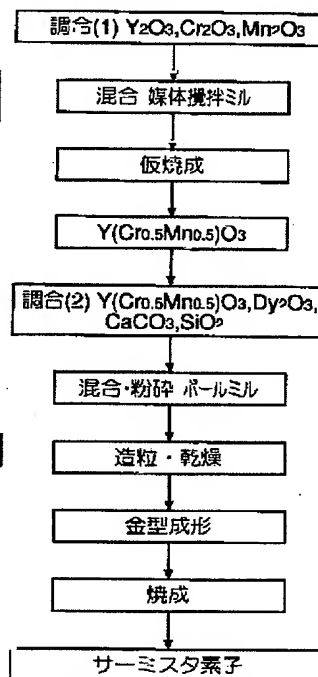 調合(1) Y2O3,Cr2O3,Mn2O3
混合 媒体攪拌ミル
仮焼成
Y(Cr0.5Mn0.5)O3
調合(2) Y(Cr0.5Mn0.5)O3,Dy2O3,
CaCO3,SiO2
混合・粉砕 ボールミル
造粒・乾燥
金型成形
焼成
サーミスタ素子